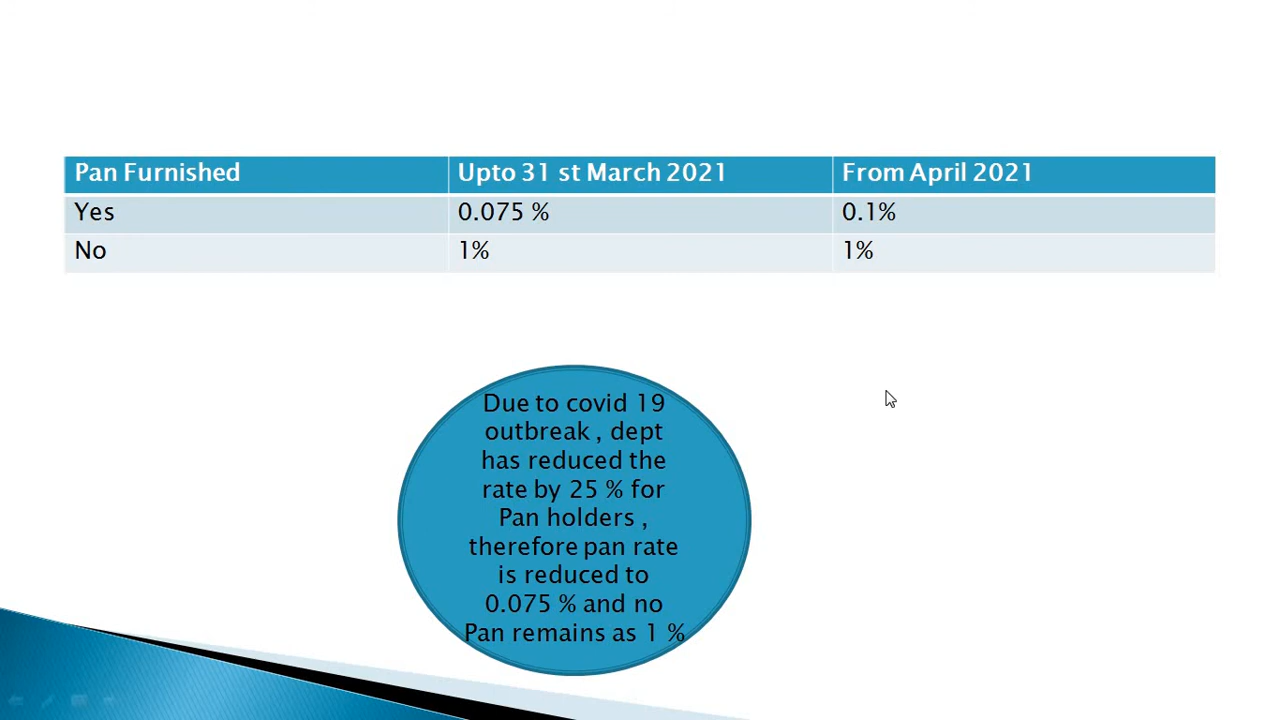 Pan Furnished Upto 31 st March 2021 From April 2021
Yes 0.075 % 0.1%
No 1% 1%
Due to covid 19
outbreak , dept
has reduced the
rate by 25 % for
Pan holders ,
therefore pan rate
is reduced to
0.075 % and no
Pan remains as 1 %